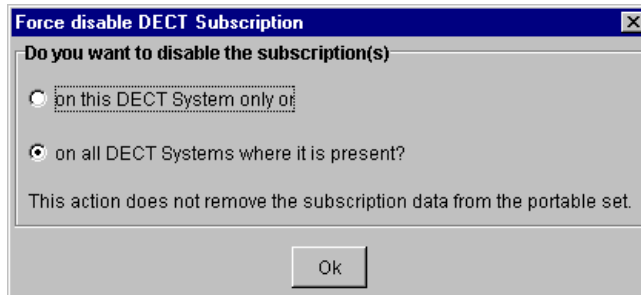 Force disable DECT Subscription
Do you want to disable the subscription(s)
on this DECT System only or
on all DECT Systems where it is present?
This action does not remove the subscription data from the portable set.
Ok